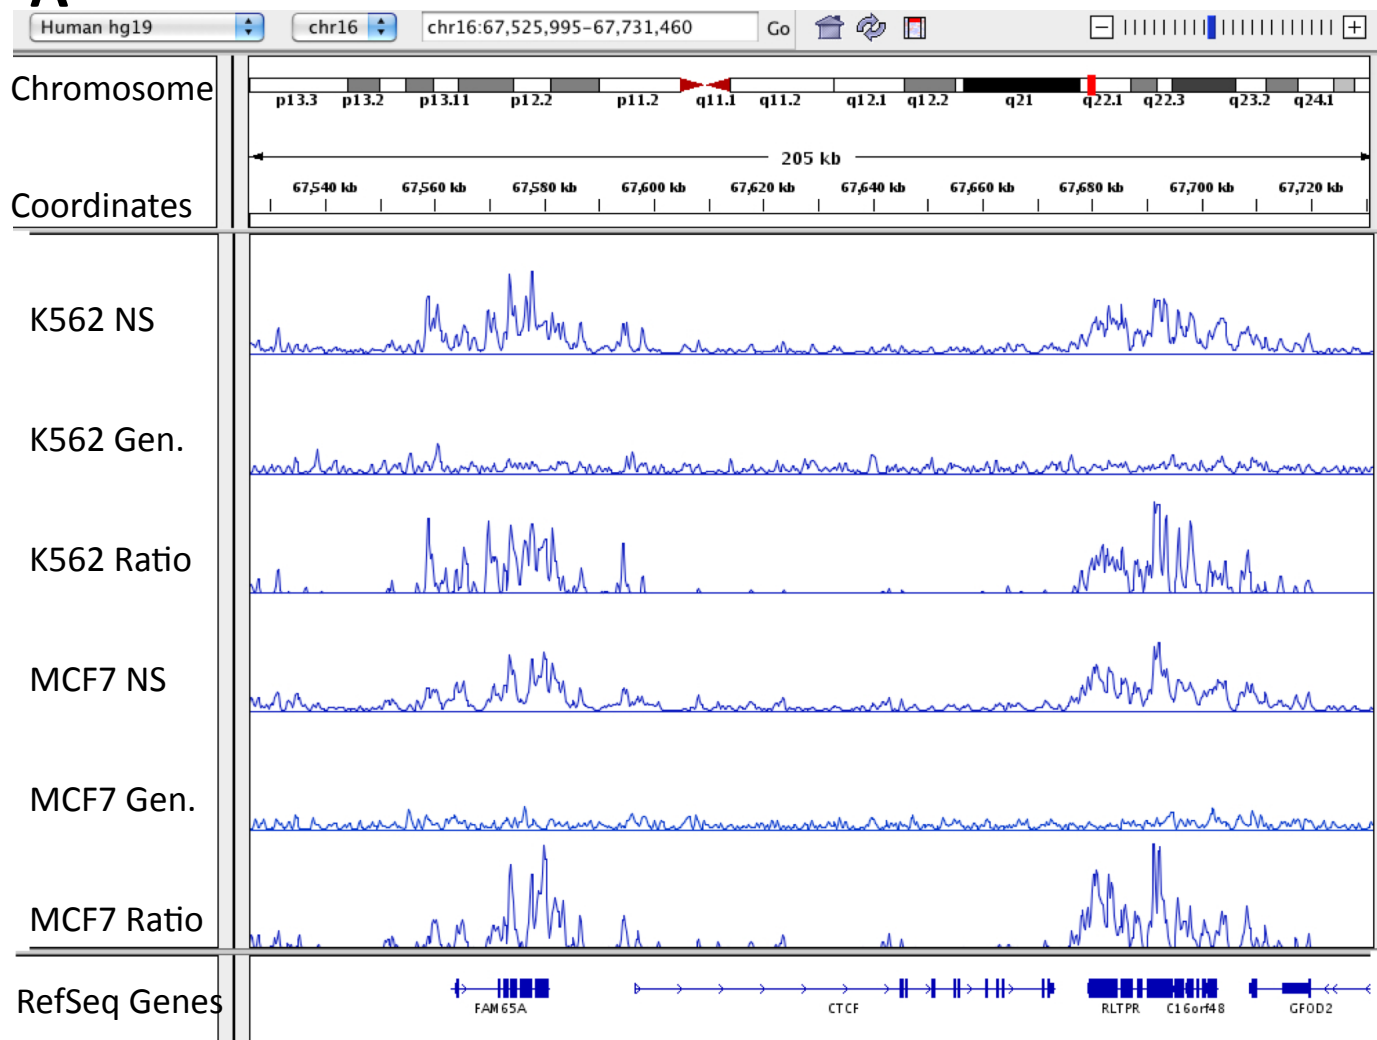 A
Human hg19 chr16 chr16:67,525,995-67,731,460 Go
Chromosome
p13.3 p13.2 p13.11 p12.2 p11.2 q11.1 q11.2 q12.1 q12.2 q21 q22.1 q22.3 q23.2 q24.1
205 kb
67,540 kb 67,560 kb 67,580 kb 67,600 kb 67,620 kb 67,640 kb 67,660 kb 67,680 kb 67,700 kb 67,720 kb
Coordinates
K562 NS
K562 Gen.
K562 Ratio
MCF7 NS
MCF7 Gen.
MCF7 Ratio
RefSeq Genes
FAM65A CTCF RLTPR C16orf48 GFOD2